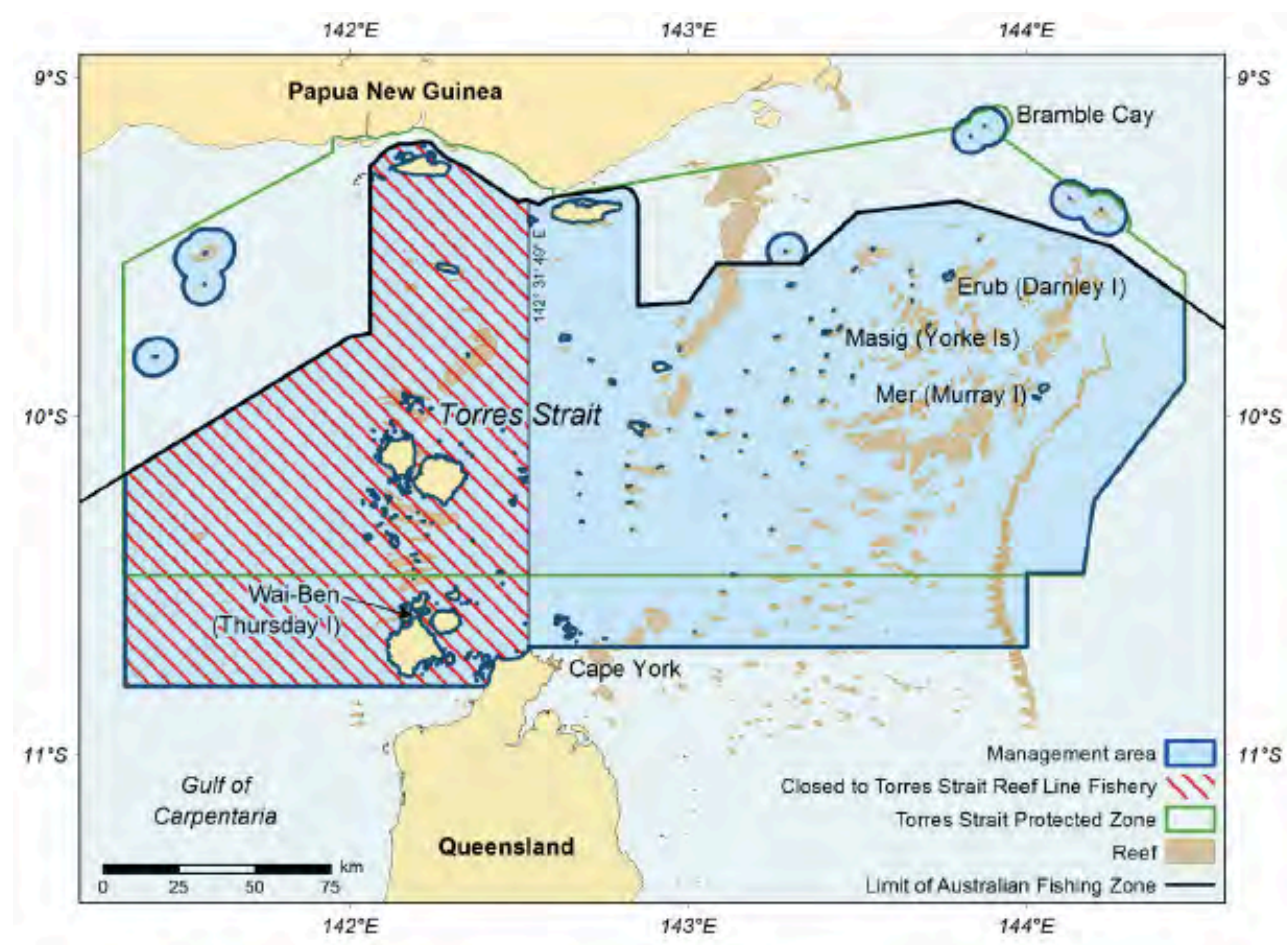 142°E
143°E
144°E
9°S
9°S
Papua New Guinea
Bramble Cay
142° 31' 49" E
Erub (Darnley I)
Masig (Yorke Is)
Mer (Murray I)
10°S
Torres Strait
10°S
Wai-Ben
(Thursday I)
Cape York
11°S
11°S
Management area
Closed to Torres Strait Reef Line Fishery
Torres Strait Protected Zone
Reef
Limit of Australian Fishing Zone
Gulf of
Carpentaria
Queensland
km
0 25 50 75
142°E
143°E
144°E